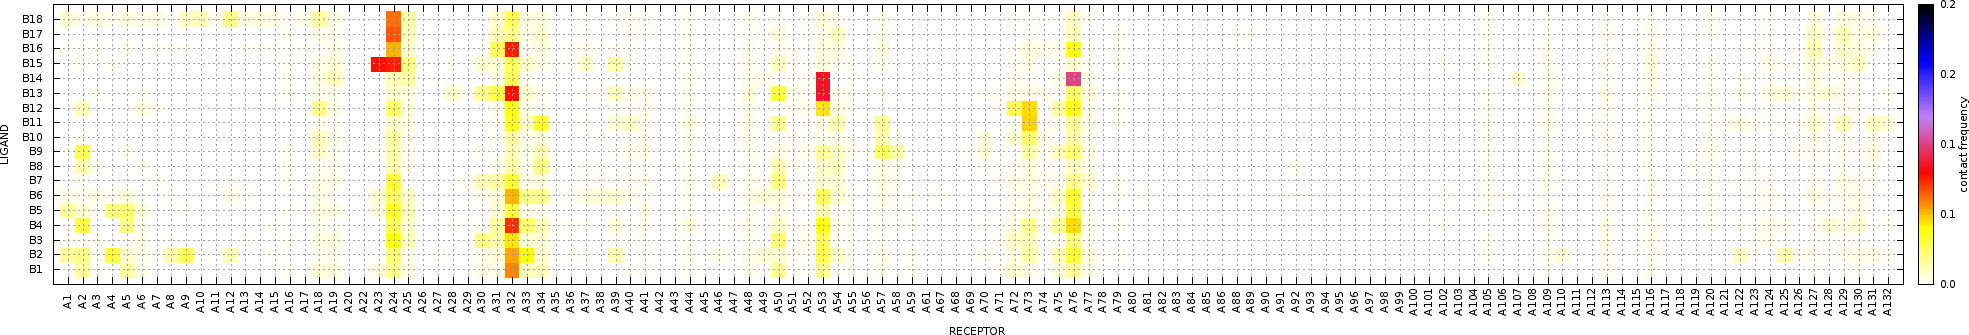 LIGAND
B18
B17
B16
B15
B14
B13
B12
B11
B10
B9
B8
B7
B6
B5
B4
B3
B2
B1
A1 A2 A3 A4 A5 A6 A7 A8 A9 A10 A11 A12 A13 A14 A15 A16 A17 A18 A19 A20 A22 A23 A24 A25 A26 A27 A28 A29 A30 A31 A32 A33 A34 A35 A36 A37 A38 A39 A40 A41 A42 A43 A44 A45 A46 A47 A48 A49 A50 A51 A52 A53 A54 A55 A56 A57 A58 A59 A61 A67 A68 A69 A70 A71 A72 A73 A74 A75 A76 A77 A78 A79 A80 A81 A82 A83 A84 A85 A86 A88 A89 A90 A91 A92 A93 A94 A95 A96 A97 A98 A99 A100 A101 A102 A103 A104 A105 A106 A107 A108 A109 A110 A111 A112 A113 A114 A115 A116 A117 A118 A119 A120 A121 A122 A123 A124 A125 A126 A127 A128 A129 A130 A131 A132
RECEPTOR
0.2
0.2
0.1
0.1
0.0
contact frequency